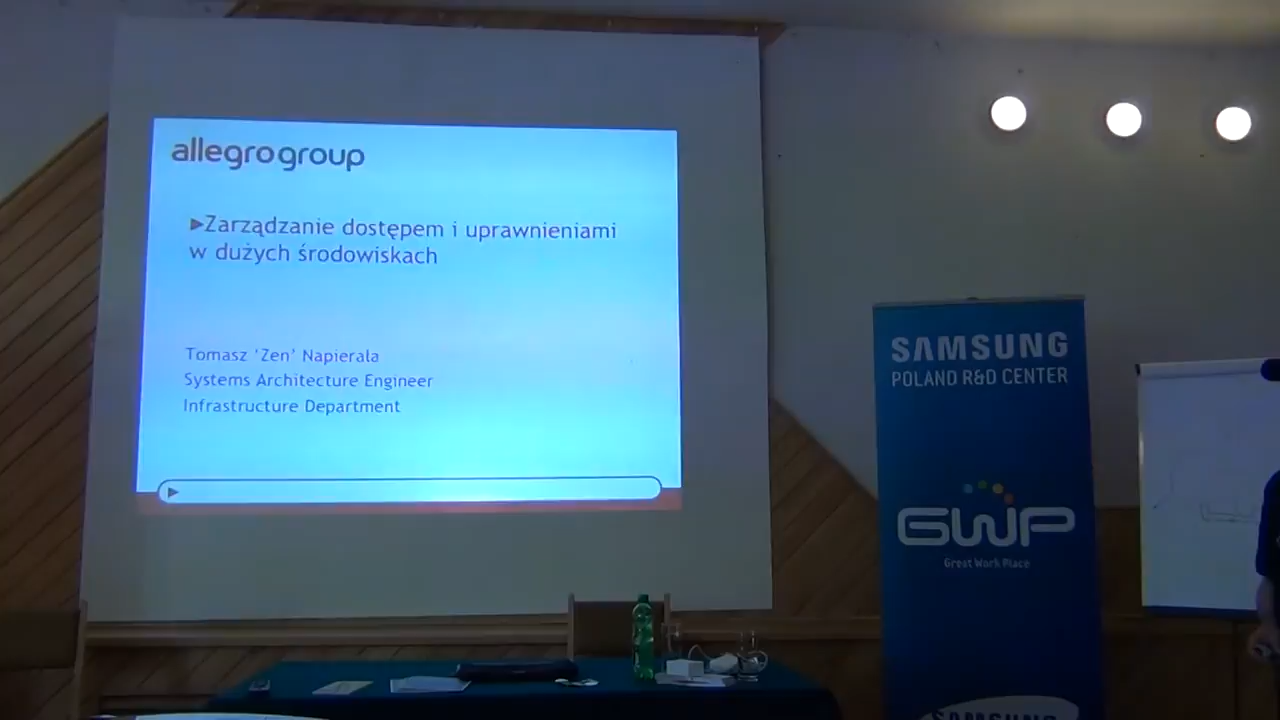 allegrogroup
►Zarządzanie dostępem i uprawnieniami
w dużych środowiskach
Tomasz 'Zen' Napierala
Systems Architecture Engineer
Infrastructure Department
SAMSUNG
POLAND R&D CENTER
GWP
Great Work Place
SAMSUNG